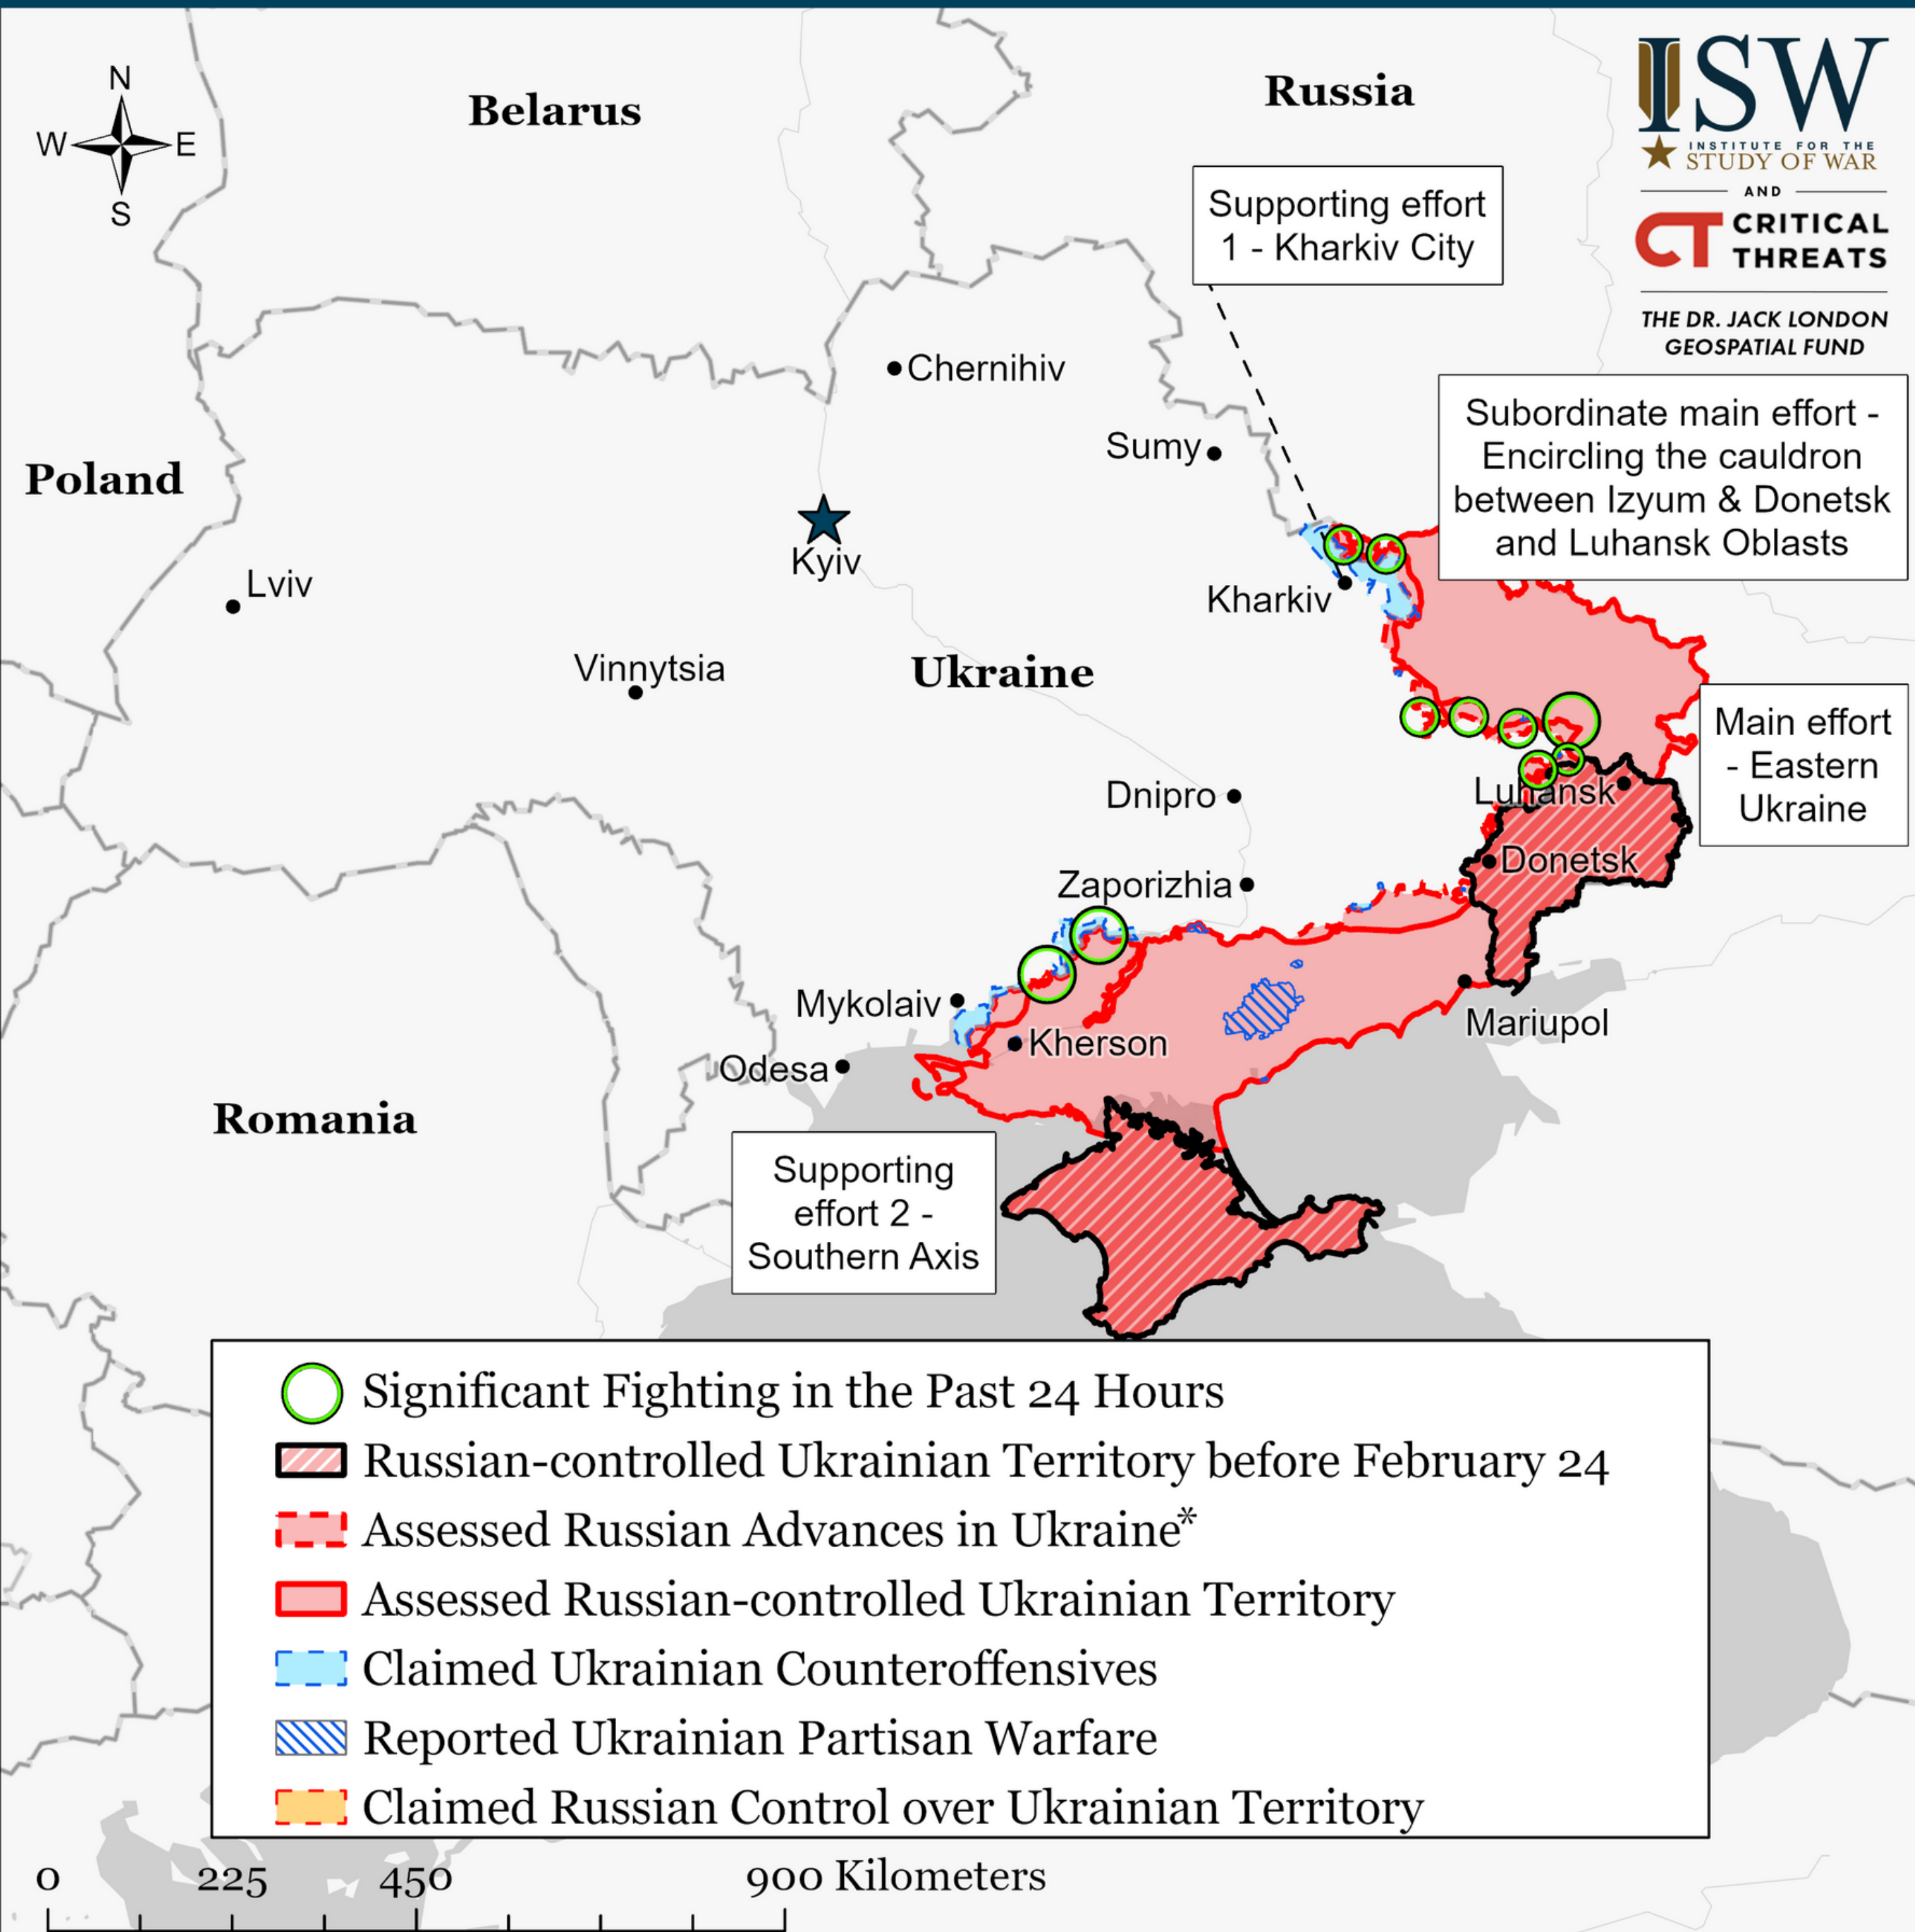 N
W
E
S
Belarus
Russia
ISW
INSTITUTE FOR THE
STUDY OF WAR
AND
CT CRITICAL
THREATS
THE DR. JACK LONDON
GEOSPATIAL FUND
Supporting effort
1 - Kharkiv City
Chernihiv
Subordinate main effort -
Encircling the cauldron
between Izyum & Donetsk
and Luhansk Oblasts
Sumy
Poland
Kyiv
Lviv
Kharkiv
Vinnytsia
Ukraine
Main effort
- Eastern
Ukraine
Dnipro
Luhansk
Donetsk
Zaporizhia
Mykolaiv
Mariupol
Kherson
Odesa
Romania
Supporting
effort 2 -
Southern Axis
Significant Fighting in the Past 24 Hours
Russian-controlled Ukrainian Territory before February 24
Assessed Russian Advances in Ukraine*
Assessed Russian-controlled Ukrainian Territory
Claimed Ukrainian Counteroffensives
Reported Ukrainian Partisan Warfare
Claimed Russian Control over Ukrainian Territory
0 225 450 900 Kilometers